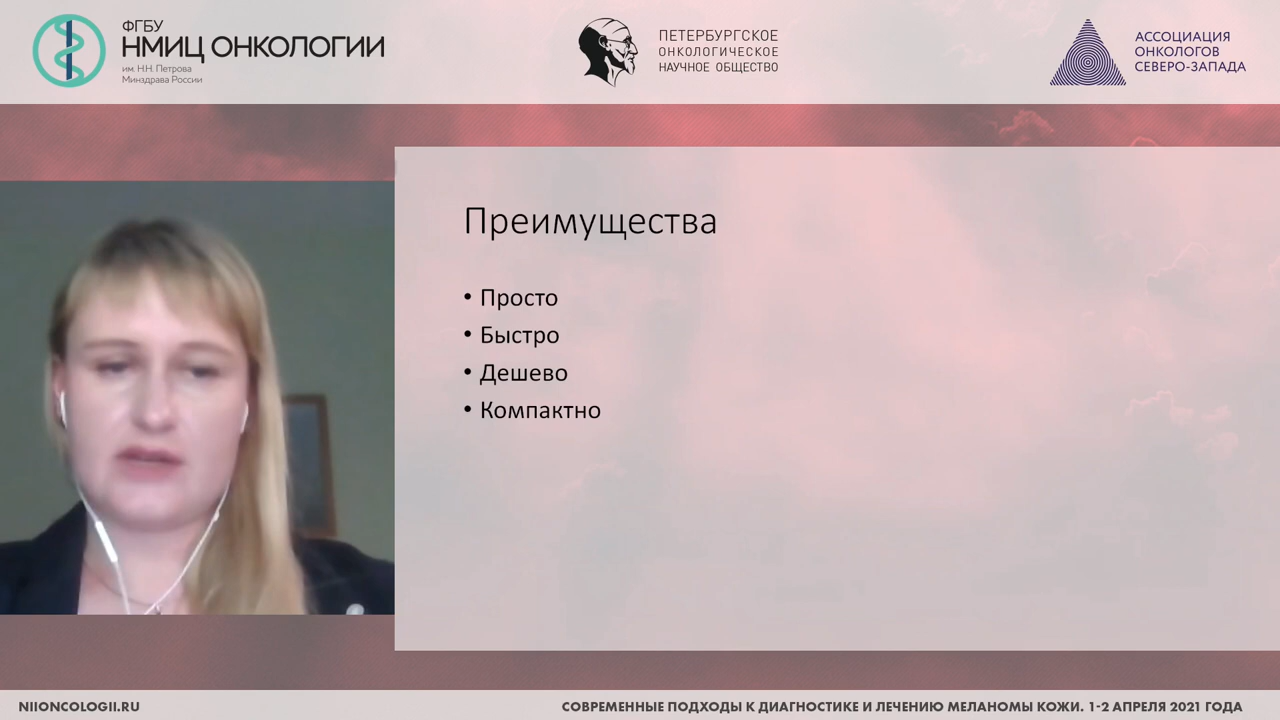 ФГБУ
НМИЦ ОНКОЛОГИИ
им. Н.Н. Петрова
Минздрава России
ПЕТЕРБУРГСКОЕ
ОНКОЛОГИЧЕСКОЕ
НАУЧНОЕ ОБЩЕСТВО
АССОЦИАЦИЯ
ОНКОЛОГОВ
СЕВЕРО-ЗАПАДА
Преимущества
• Просто
• Быстро
• Дешево
• Компактно
NIIONCOLOGII.RU
СОВРЕМЕННЫЕ ПОДХОДЫ К ДИАГНОСТИКЕ И ЛЕЧЕНИЮ МЕЛАНОМЫ КОЖИ. 1-2 АПРЕЛЯ 2021 ГОДА